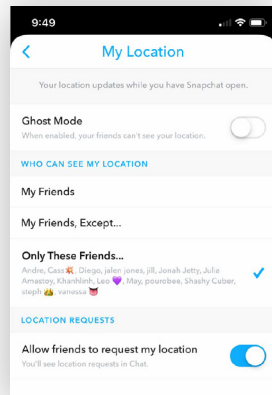 9:49
My Location
Your location updates while you have Snapchat open.
Ghost Mode
When enabled, your friends can't see your location.
WHO CAN SEE MY LOCATION
My Friends
My Friends, Except...
Only These Friends...
Andre, Cass💥, Diego, jalen jones, jill, Jonah Jetty, Julia
Amastoy, Khanhlinh, Leo 💜, May, pourobee, Shashy Cuber,
steph 👑, vanessa 👅
LOCATION REQUESTS
Allow friends to request my location
You'll see location requests in Chat.